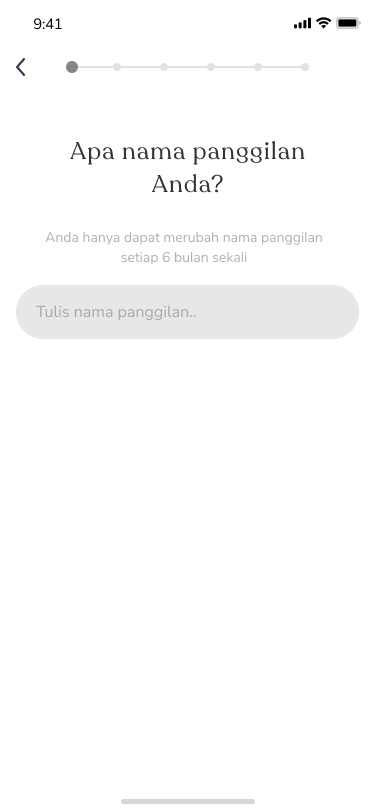 9:41
Apa nama panggilan
Anda?
Anda hanya dapat merubah nama panggilan
setiap 6 bulan sekali
Tulis nama panggilan..